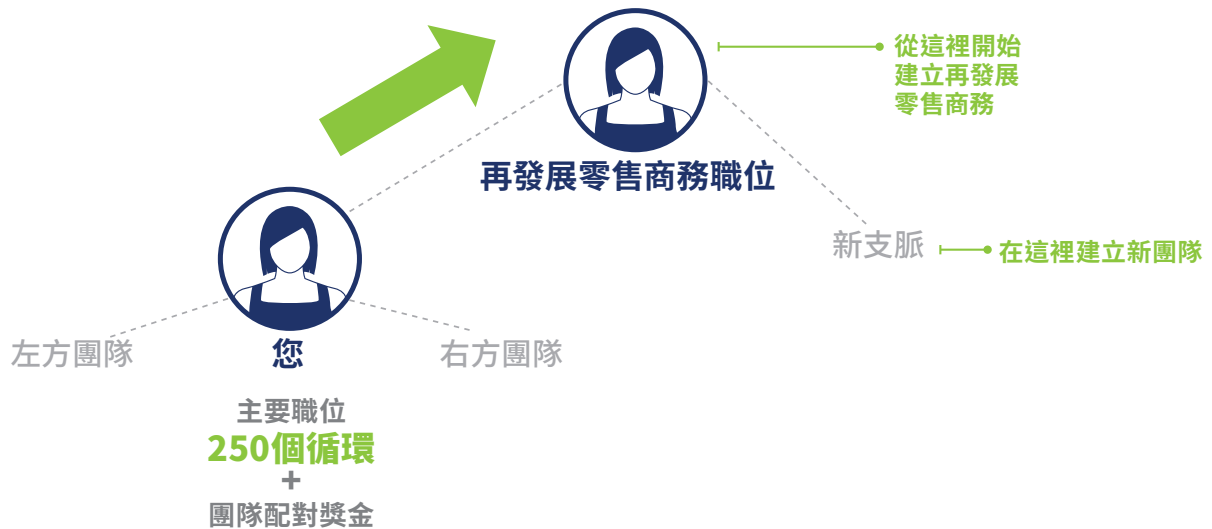 從這裡開始
建立再發展
零售商務
再發展零售商務職位
新支脈
在這裡建立新團隊
左方團隊
您
右方團隊
主要職位
250個循環
+
團隊配對獎金